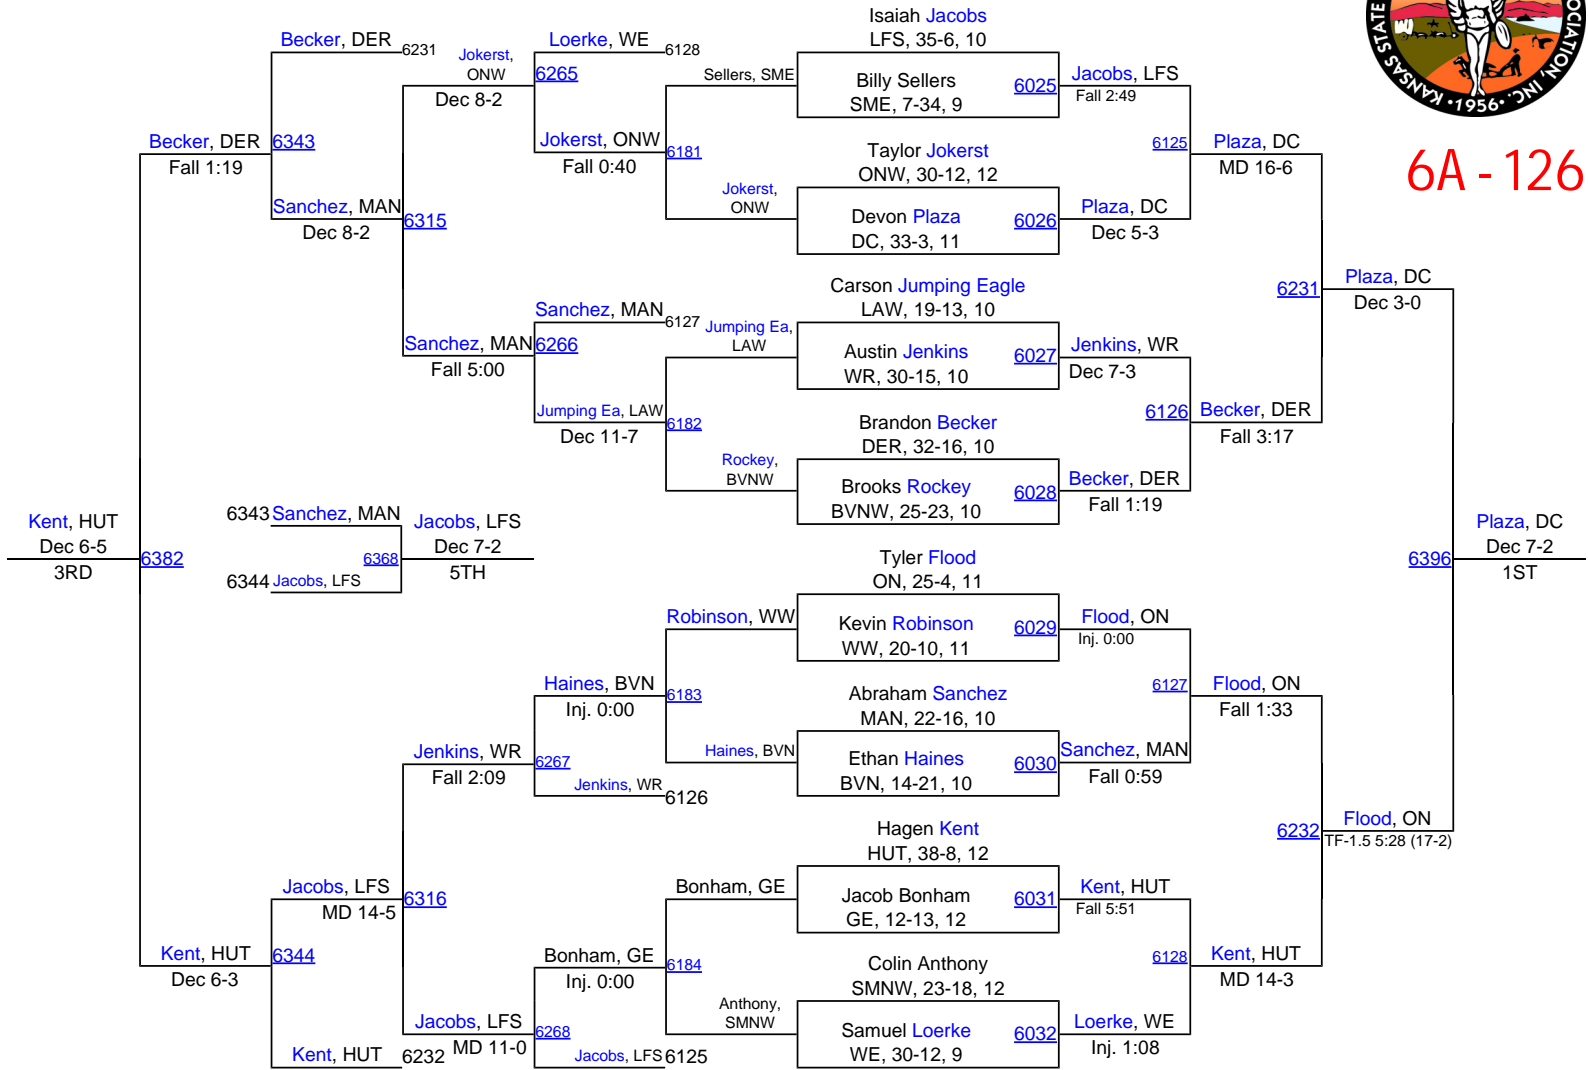 KANSAS STATE
OCIATION, INC.
•1956•
6A - 126
Becker, DER
6231
Becker, DER
Fall 1:19
6343
Sanchez, MAN
Dec 8-2
Jokerst,
ONW
Dec 8-2
6315
Sanchez, MAN
Fall 5:00
Loerke, WE
6128
6265
Jokerst, ONW
Fall 0:40
Sanchez, MAN
6127
6266
Jumping Ea, LAW
Dec 11-7
Sellers, SME
6181
Jokerst,
ONW
Jumping Ea,
LAW
6182
Rockey,
BVNW
Isaiah Jacobs
LFS, 35-6, 10
Billy Sellers
SME, 7-34, 9
6025
Jacobs, LFS
Fall 2:49
Taylor Jokerst
ONW, 30-12, 12
Devon Plaza
DC, 33-3, 11
6026
Plaza, DC
Dec 5-3
6125
Plaza, DC
MD 16-6
Carson Jumping Eagle
LAW, 19-13, 10
Austin Jenkins
WR, 30-15, 10
6027
Jenkins, WR
Dec 7-3
Brandon Becker
DER, 32-16, 10
Brooks Rockey
BVNW, 25-23, 10
6028
Becker, DER
Fall 1:19
6126
Becker, DER
Fall 3:17
6231
Plaza, DC
Dec 3-0
Kent, HUT
Dec 6-5
3RD
6382
6343 Sanchez, MAN
6344 Jacobs, LFS
6368
Jacobs, LFS
Dec 7-2
5TH
6396
Plaza, DC
Dec 7-2
1ST
Tyler Flood
ON, 25-4, 11
Kevin Robinson
WW, 20-10, 11
6029
Flood, ON
Inj. 0:00
Abraham Sanchez
MAN, 22-16, 10
Ethan Haines
BVN, 14-21, 10
6030
Sanchez, MAN
Fall 0:59
6127
Flood, ON
Fall 1:33
Robinson, WW
6183
Haines, BVN
Haines, BVN
Inj. 0:00
6267
Jenkins, WR
6126
Jenkins, WR
Fall 2:09
Hagen Kent
HUT, 38-8, 12
Jacob Bonham
GE, 12-13, 12
6031
Kent, HUT
Fall 5:51
Colin Anthony
SMNW, 23-18, 12
Samuel Loerke
WE, 30-12, 9
6032
Loerke, WE
Inj. 1:08
6128
Kent, HUT
MD 14-3
6232
Flood, ON
TF-1.5 5:28 (17-2)
Bonham, GE
6184
Anthony,
SMNW
Bonham, GE
Inj. 0:00
6268
Jacobs, LFS
6125
Jacobs, LFS
MD 11-0
Jacobs, LFS
MD 14-5
6316
Kent, HUT
Dec 6-3
6344
Kent, HUT
6232